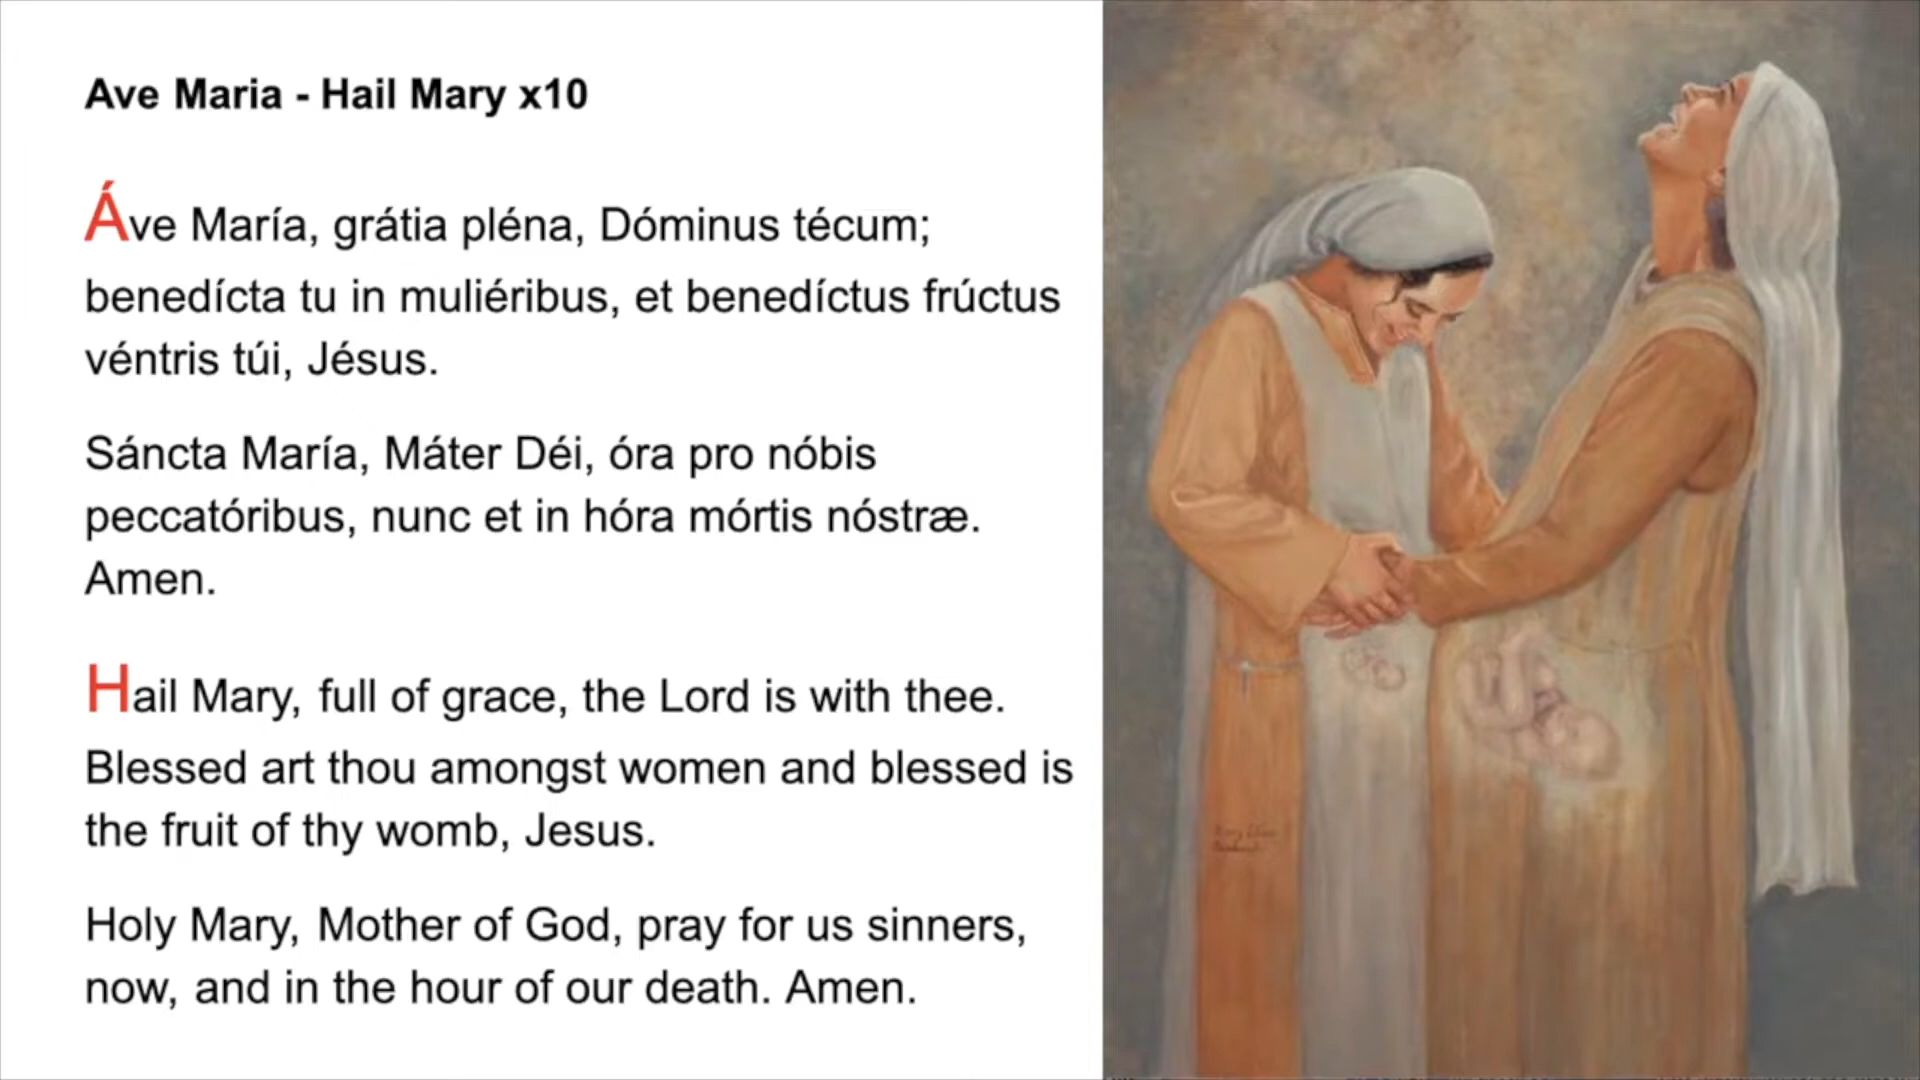 Ave Maria - Hail Mary x10
Áve María, grátia pléna, Dóminus técum;
benedícta tu in muliéribus, et benedíctus frúctus
véntris túi, Jésus.
Sáncta María, Máter Déi, óra pro nóbis
peccatóribus, nunc et in hóra mórtis nóstræ.
Amen.
Hail Mary, full of grace, the Lord is with thee.
Blessed art thou amongst women and blessed is
the fruit of thy womb, Jesus.
Holy Mary, Mother of God, pray for us sinners,
now, and in the hour of our death. Amen.